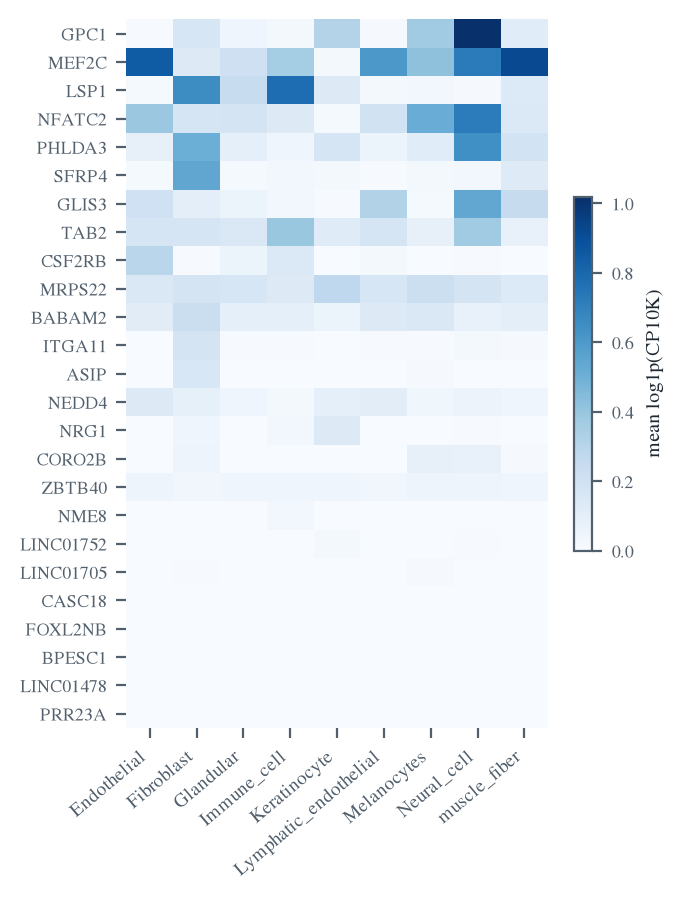 GPC1
MEF2C
LSP1
NFATC2
PHLDA3
SFRP4
GLIS3
TAB2
CSF2RB
MRPS22
BABAM2
ITGA11
ASIP
NEDD4
NRG1
CORO2B
ZBTB40
NME8
LINC01752
LINC01705
CASC18
FOXL2NB
BPESC1
LINC01478
PRR23A
Endothelial
Fibroblast
Glandular
Immune_cell
Keratinocyte
Lymphatic_endothelial
Melanocytes
Neural_cell
muscle_fiber
1.0
0.8
0.6
0.4
0.2
0.0
mean log1p(CP10K)